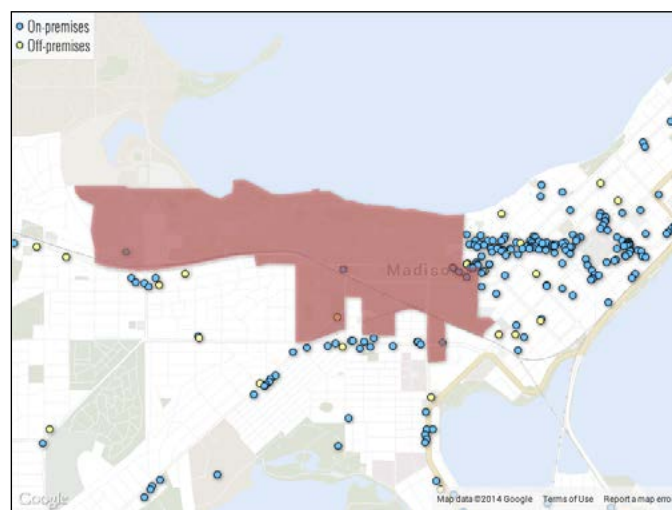 On-premises
Off-premises
Madiso
Google
Map data ©2014 Google Terms of Use Report a map erro